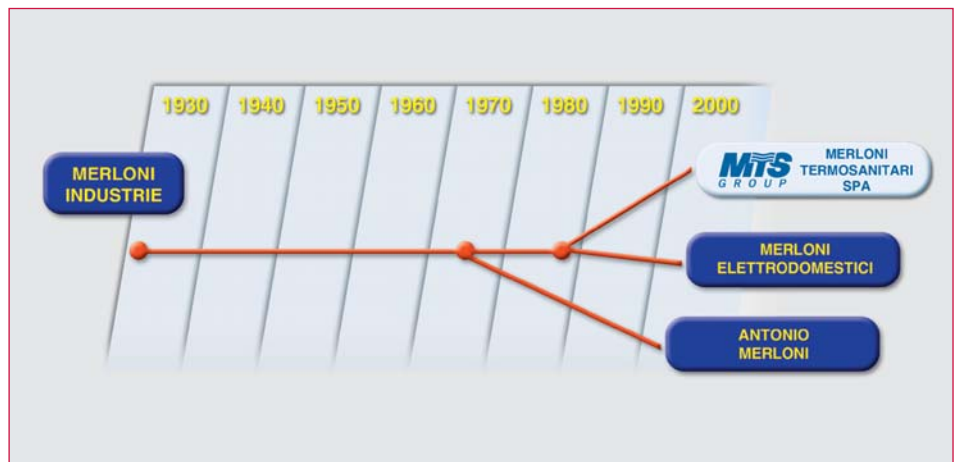 1930 1940 1950 1960 1970 1980 1990 2000
MERLONI
INDUSTRIE
MTS
GROUP
MERLONI
TERMOSANITARI
SPA
MERLONI
ELETTRODOMESTICI
ANTONIO
MERLONI